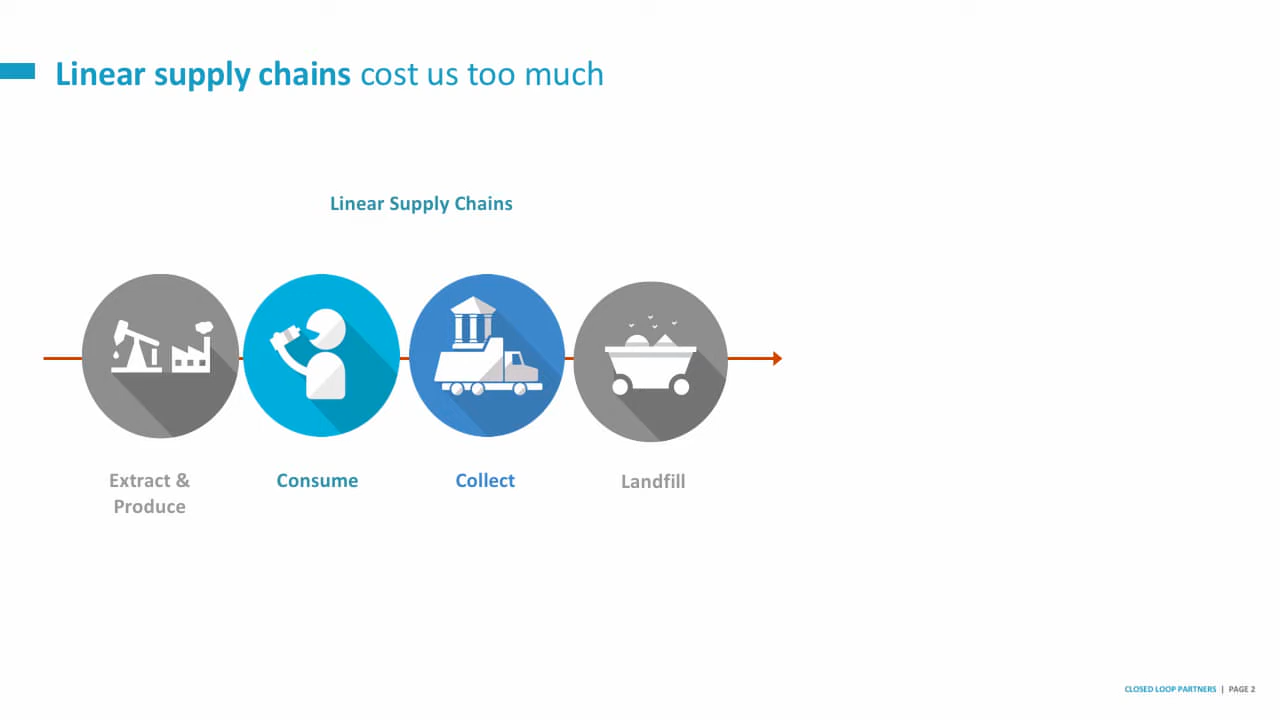 Linear supply chains cost us too much
Linear Supply Chains
Extract &
Produce
Consume
Collect
Landfill
CLOSED LOOP PARTNERS | PAGE 2